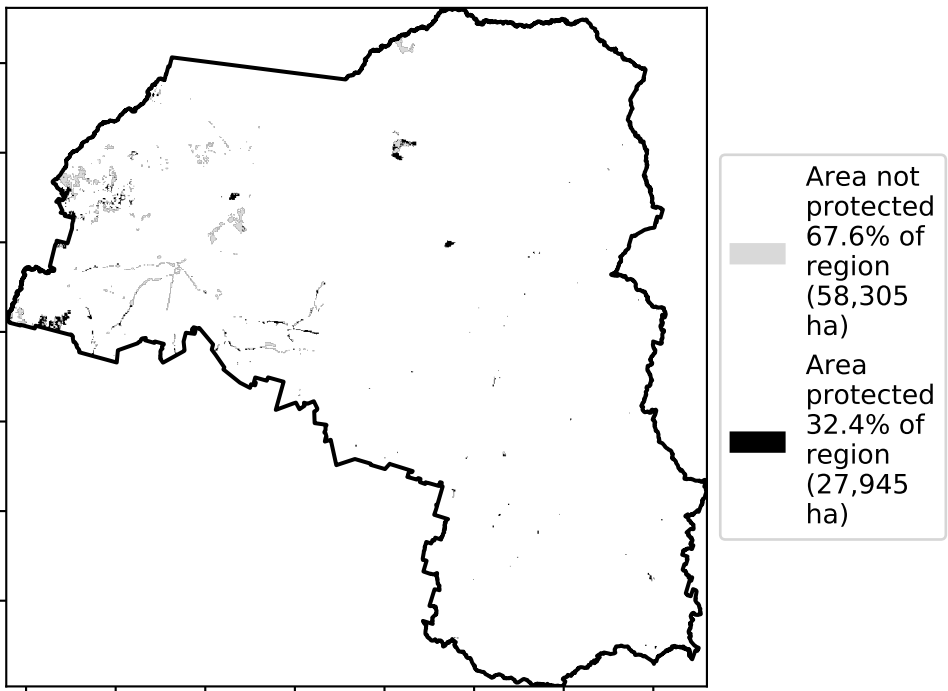 Area not
protected
67.6% of
region
(58,305
ha)
Area
protected
32.4% of
region
(27,945
ha)